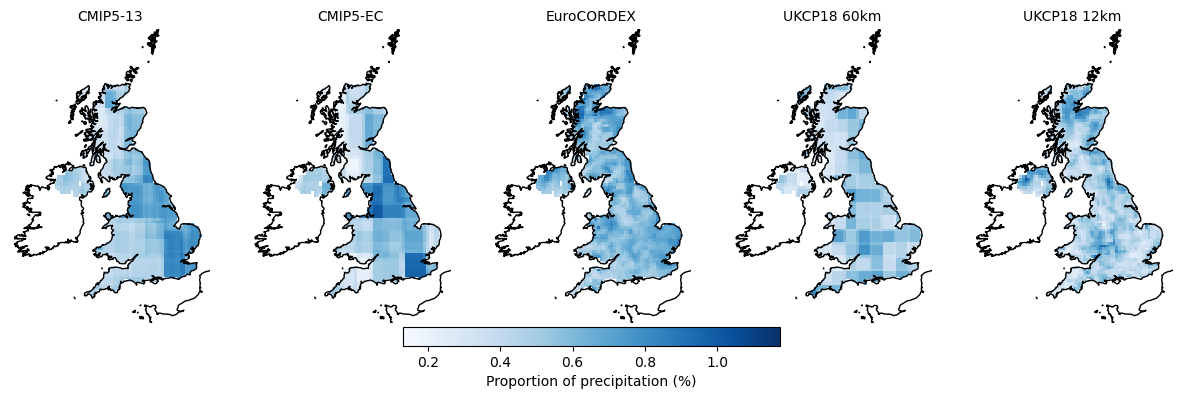 CMIP5-13 CMIP5-EC EuroCORDEX UKCP18 60km UKCP18 12km
0.2 0.4 0.6 0.8 1.0
Proportion of precipitation (%)